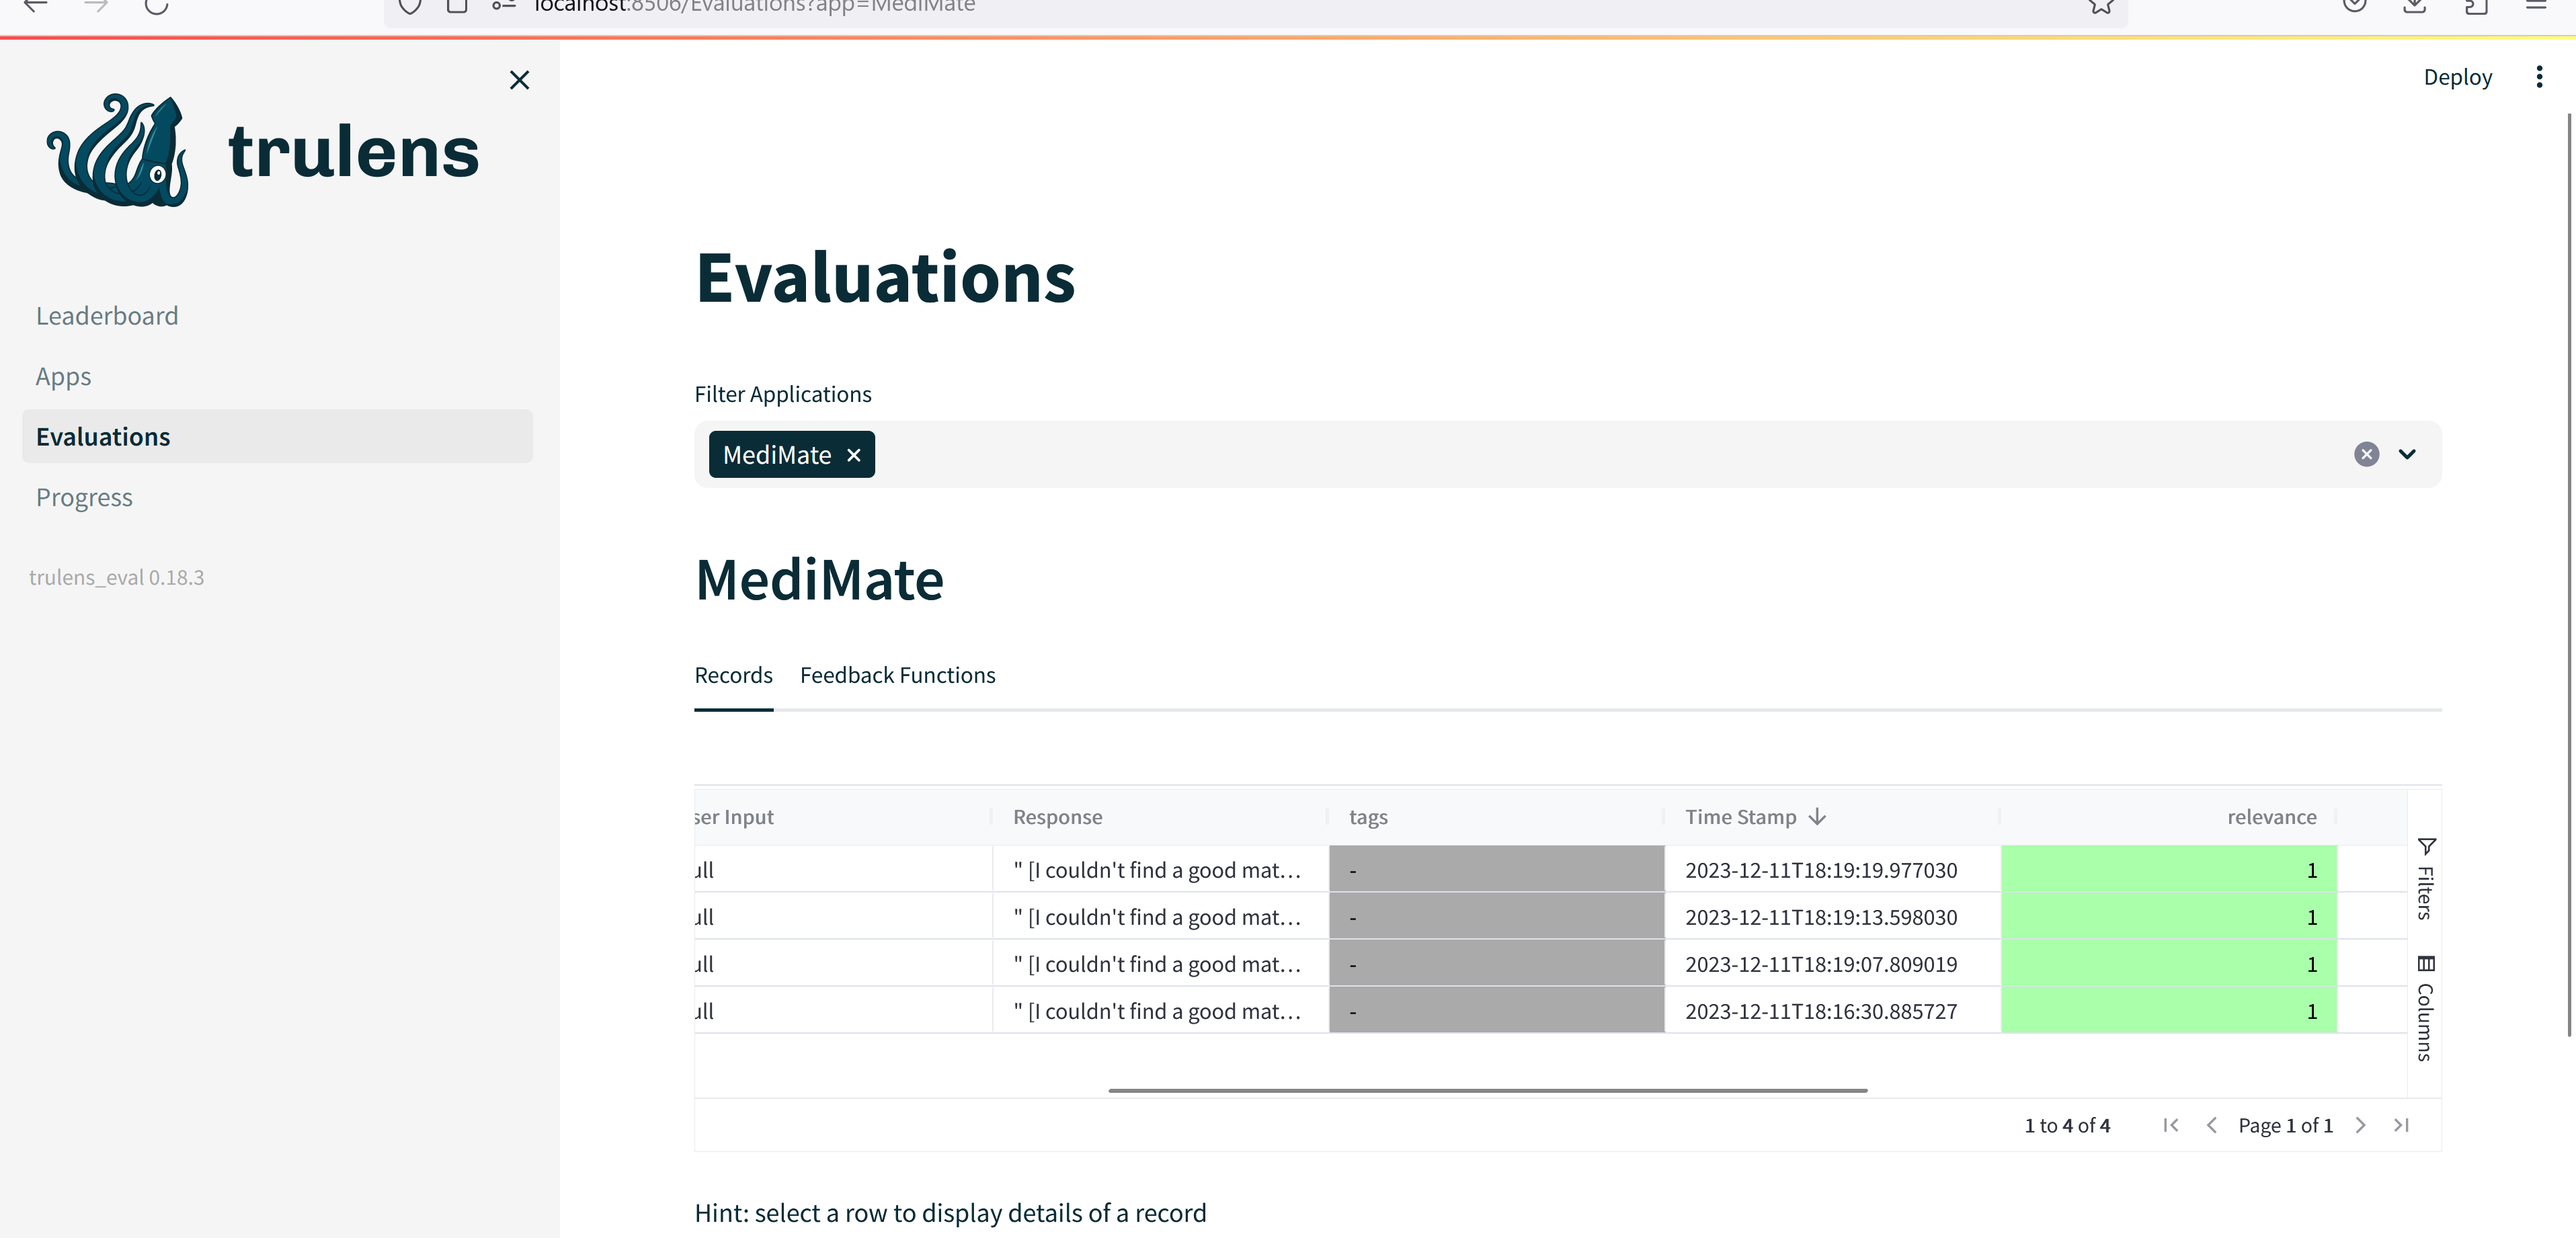 localhost:8506/Evaluations?app=MediMate
Deploy
trulens
Leaderboard
Apps
Evaluations
Progress
trulens_eval 0.18.3
Evaluations
Filter Applications
MediMate
MediMate
Records Feedback Functions
ser Input Response tags Time Stamp relevance
ull " [I couldn't find a good mat... - 2023-12-11T18:19:19.977030 1
ull " [I couldn't find a good mat... - 2023-12-11T18:19:13.598030 1
ull " [I couldn't find a good mat... - 2023-12-11T18:19:07.809019 1
ull " [I couldn't find a good mat... - 2023-12-11T18:16:30.885727 1
Filters
Columns
1 to 4 of 4 Page 1 of 1
Hint: select a row to display details of a record